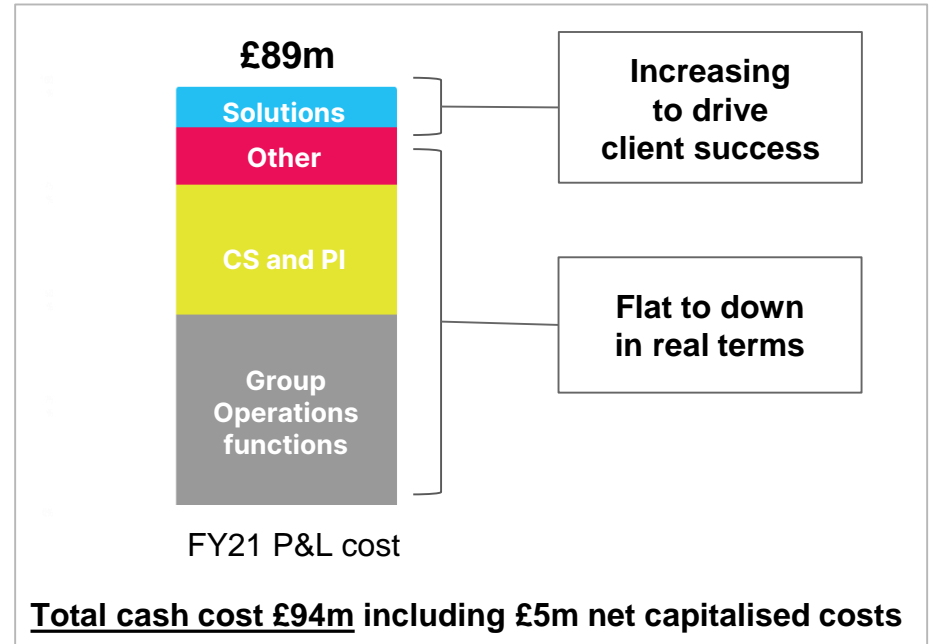 £89m
Solutions
Other
CS and PI
Group
Operations
functions
FY21 P&L cost
Increasing
to drive
client success
Flat to down
in real terms
Total cash cost £94m including £5m net capitalised costs